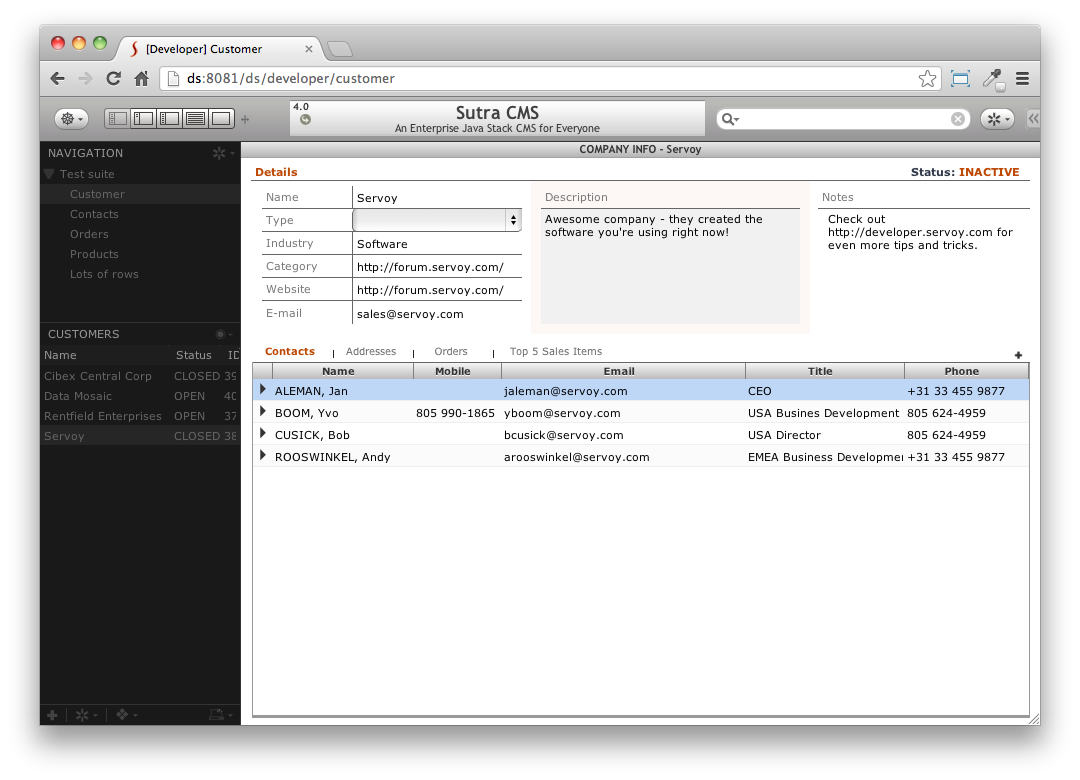 [Developer] Customer
ds:8081/ds/developer/customer
4.0
Sutra CMS
An Enterprise Java Stack CMS for Everyone
NAVIGATION
Test suite
Customer
Contacts
Orders
Products
Lots of rows
CUSTOMERS
Name Status ID
Cibex Central Corp CLOSED 39
Data Mosaic OPEN 40
Rentfield Enterprises OPEN 37
Servoy CLOSED 38
COMPANY INFO - Servoy
Details
Status: INACTIVE
Name Servoy
Type
Industry Software
Category http://forum.servoy.com/
Website http://forum.servoy.com/
E-mail sales@servoy.com
Description
Awesome company - they created the
software you're using right now!
Notes
Check out
http://developer.servoy.com for
even more tips and tricks.
Contacts Addresses Orders Top 5 Sales Items
Name Mobile Email Title Phone
ALEMAN, Jan jaleman@servoy.com CEO +31 33 455 9877
BOOM, Yvo 805 990-1865 yboom@servoy.com USA Busines Development 805 624-4959
CUSICK, Bob bcusick@servoy.com USA Director 805 624-4959
ROOSWINKEL, Andy arooswinkel@servoy.com EMEA Business Developme +31 33 455 9877